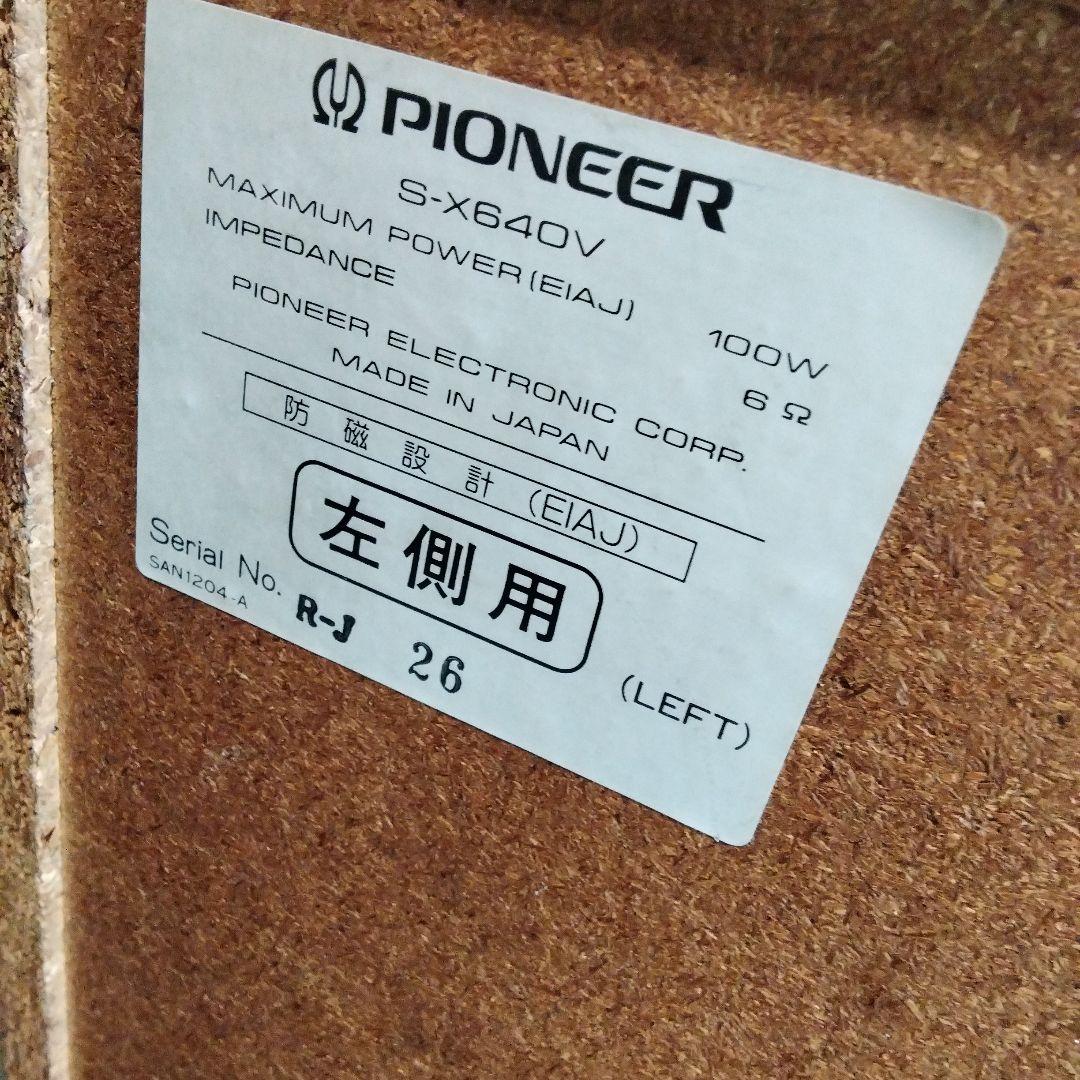 PIONEER
S-X640V
MAXIMUM POWER(EIAJ) 100W
IMPEDANCE 6 Ω
PIONEER ELECTRONIC CORP.
MADE IN JAPAN
防磁設計 (EIAJ)
左側用 (LEFT)
Serial No. R-J 26
SAN1204-A